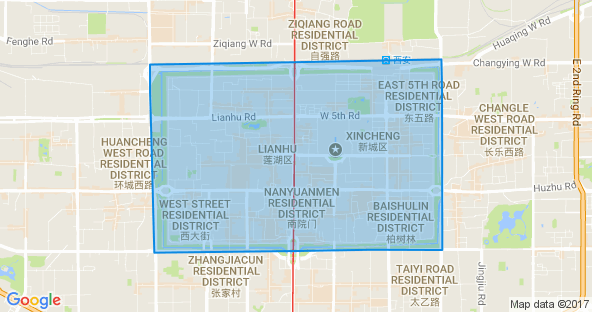 ZIQIANG ROAD
RESIDENTIAL
DISTRICT
自强路
Fenghe Rd
Ziqiang W Rd
Huaqing W Rd
西安
Changying W Rd
E 2nd Ring Rd
EAST 5TH ROAD
RESIDENTIAL
DISTRICT
东五路
Lianhu Rd
W 5th Rd
CHANGLE
WEST ROAD
RESIDENTIAL
DISTRICT
长乐西路
XINCHENG
新城区
LIANHU
莲湖区
HUANCHENG
WEST ROAD
RESIDENTIAL
DISTRICT
环城西路
Huzhu Rd
NANYUANMEN
RESIDENTIAL
DISTRICT
南院门
WEST STREET
RESIDENTIAL
DISTRICT
西大街
BAISHULIN
RESIDENTIAL
DISTRICT
柏树林
ZHANGJIACUN
RESIDENTIAL
DISTRICT
张家村
TAIYI ROAD
RESIDENTIAL
DISTRICT
太乙路
Jingjiu Rd
Google
Map data ©2017